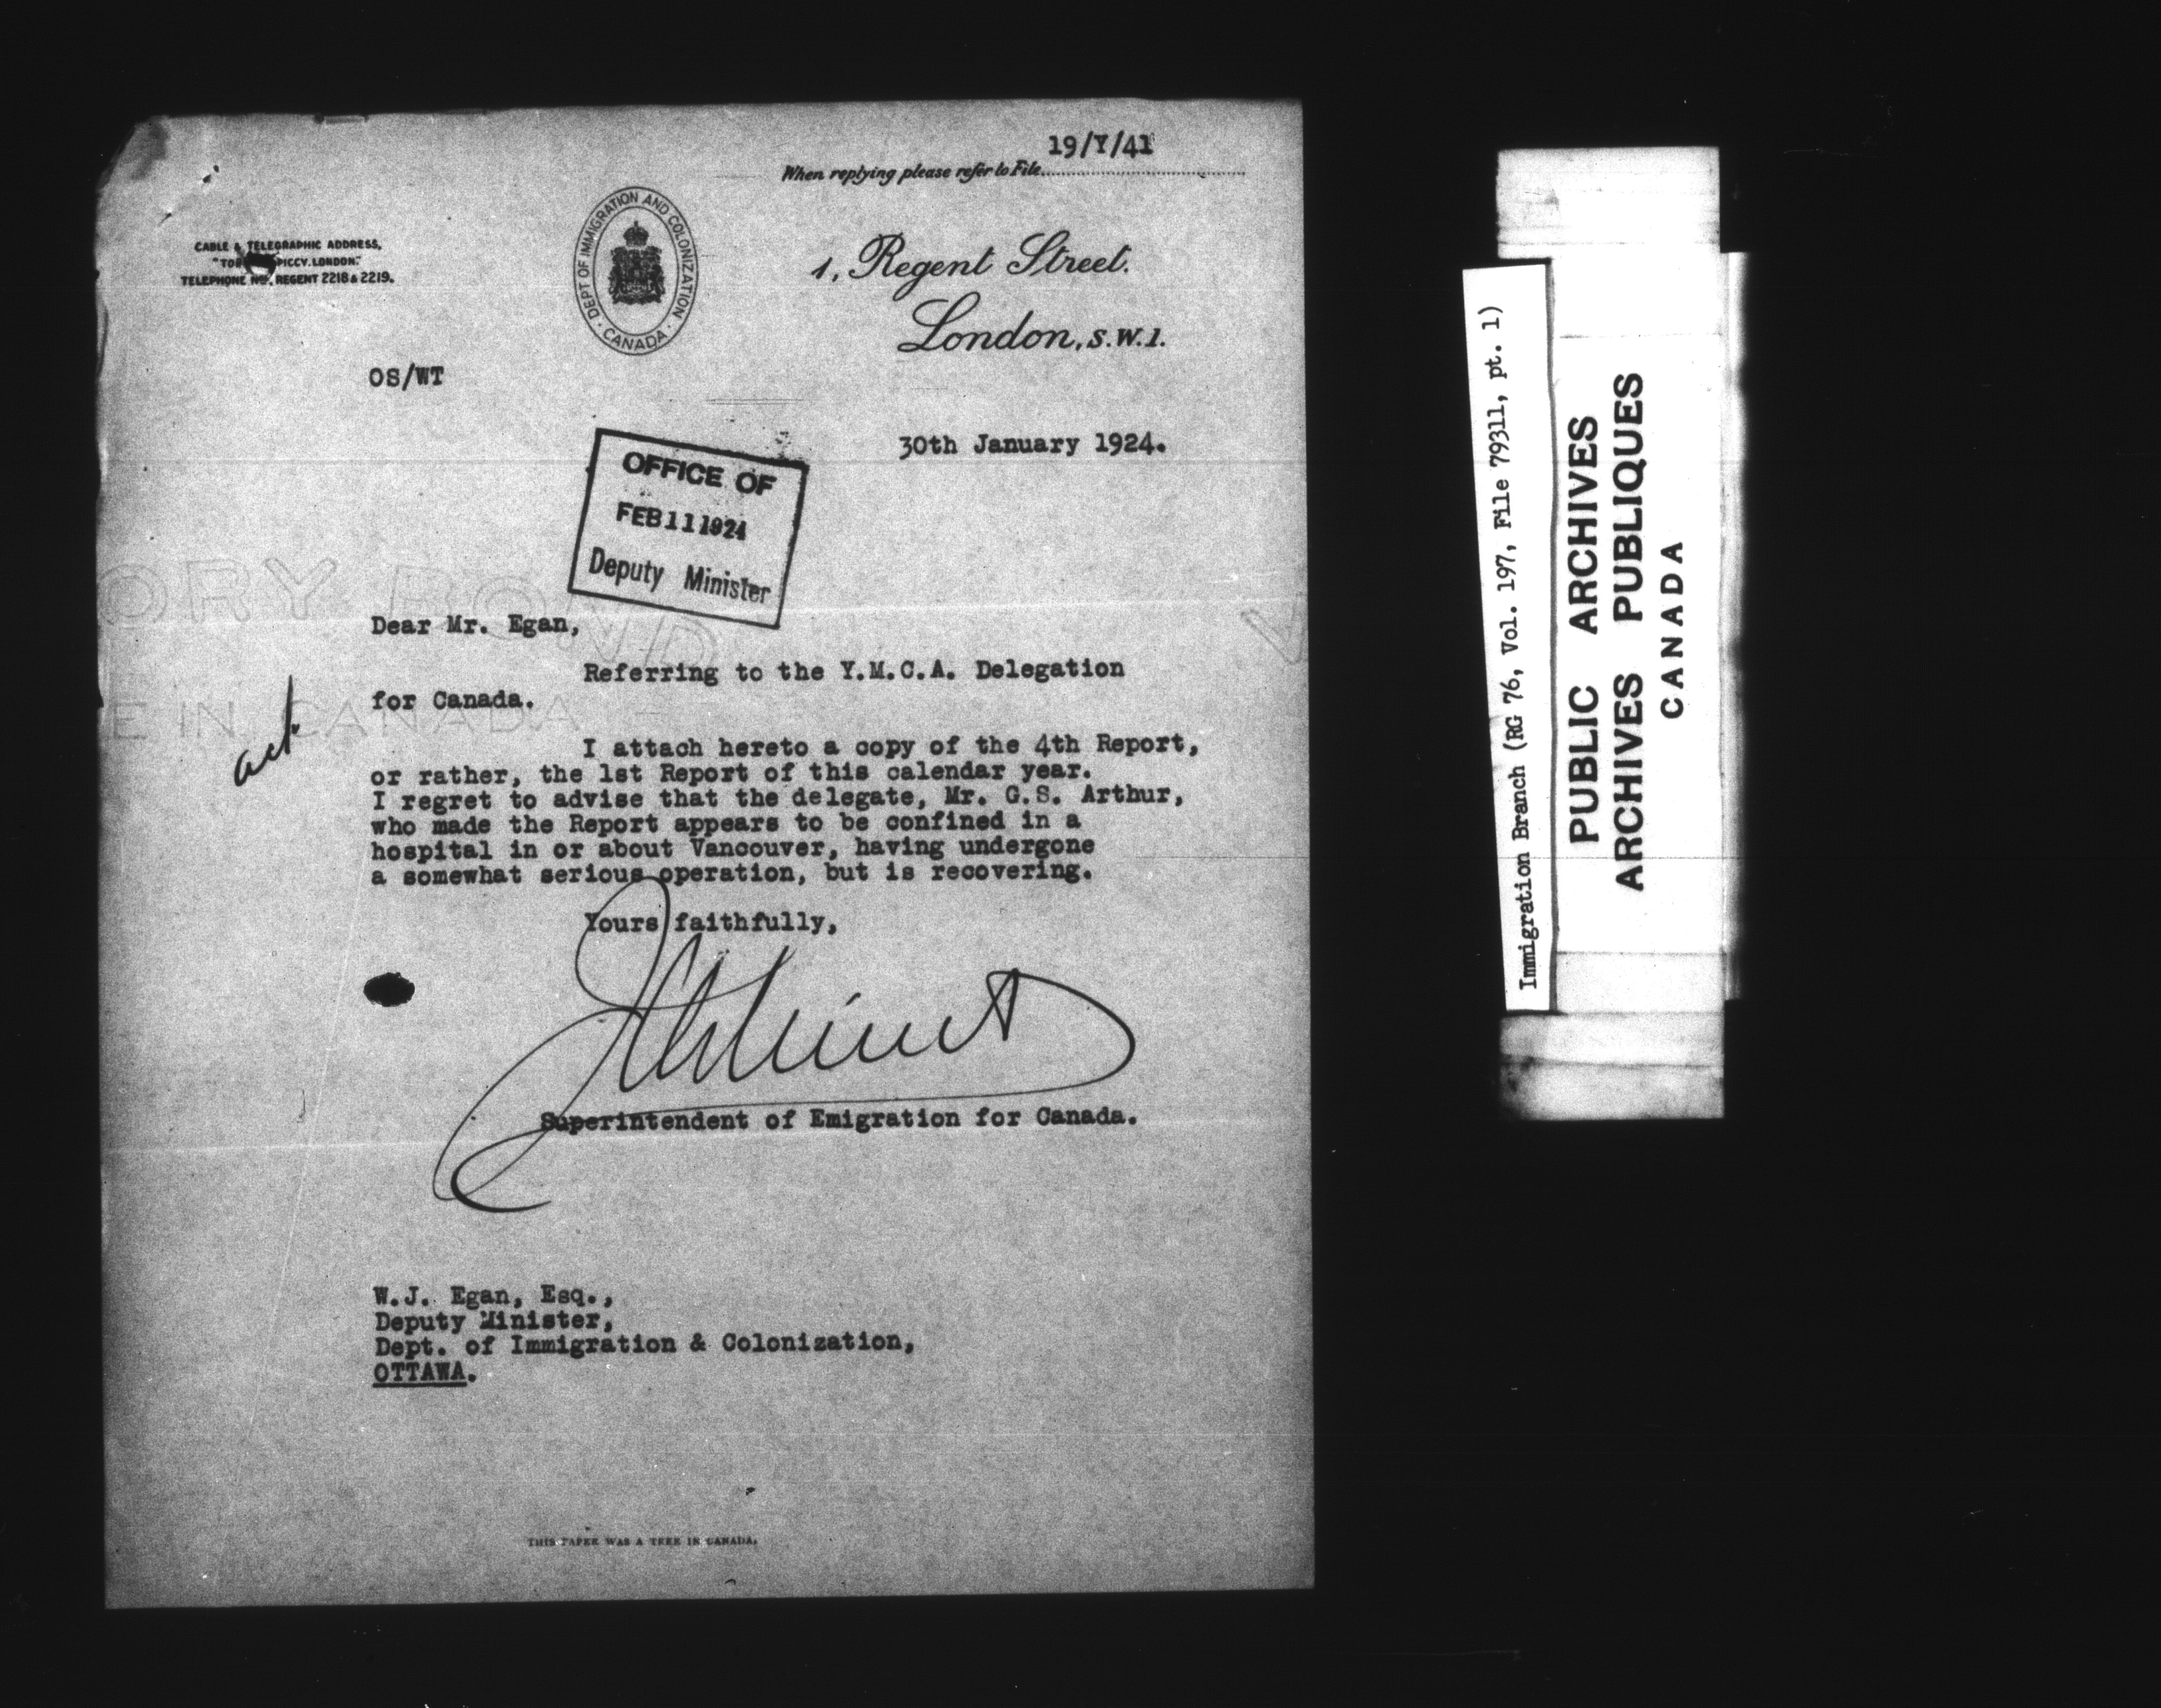 19/Y/41
When replying please refer to File
CABLE & TELEGRAPHIC ADDRESS,
PICCY. LONDON."
TELEPHONE Nos. REGENT 2218 & 2219.
DEPT OF IMMIGRATION AND COLONIZATION · CANADA ·
1, Regent Street.
London, S.W.1.
OS/WT
30th January 1924.
OFFICE OF
FEB 11 1924
Deputy Minister
ORY BOND
E IN CANADA
Dear Mr. Egan,
Referring to the Y.M.C.A. Delegation
for Canada.
I attach hereto a copy of the 4th Report,
or rather, the 1st Report of this calendar year.
I regret to advise that the delegate, Mr. G.S. Arthur,
who made the Report appears to be confined in a
hospital in or about Vancouver, having undergone
a somewhat serious operation, but is recovering.
Yours faithfully,
Superintendent of Emigration for Canada.
W.J. Egan, Esq.,
Deputy Minister,
Dept. of Immigration & Colonization,
OTTAWA.
THIS PAPER WAS A TREE IN CANADA.
Immigration Branch (RG 76, Vol. 197, File 79311, pt. 1)
PUBLIC ARCHIVES
ARCHIVES PUBLIQUES
CANADA